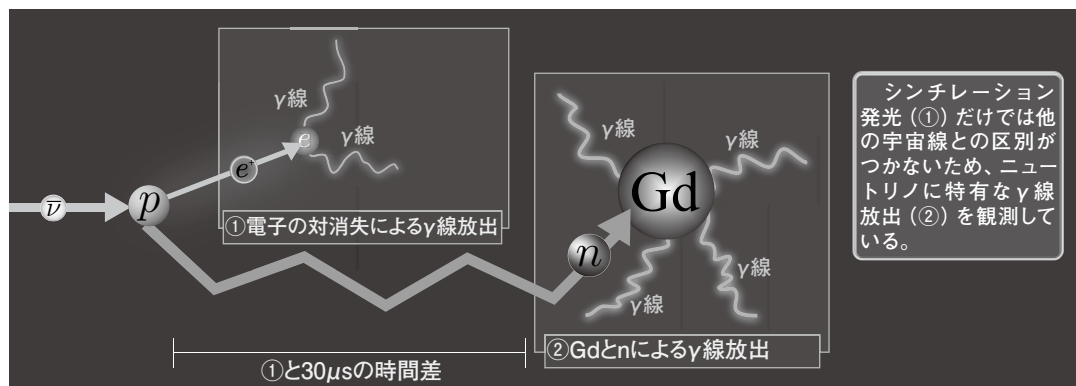 γ線
γ線
e
e⁺
ν̅
p
①電子の対消失によるγ線放出
γ線
γ線
Gd
n
γ線
γ線
②Gdとnによるγ線放出
①と30μsの時間差
シンチレーション
発光（①）だけでは他
の宇宙線との区別が
つかないため、ニュー
トリノに特有なγ線
放出（②）を観測して
いる。